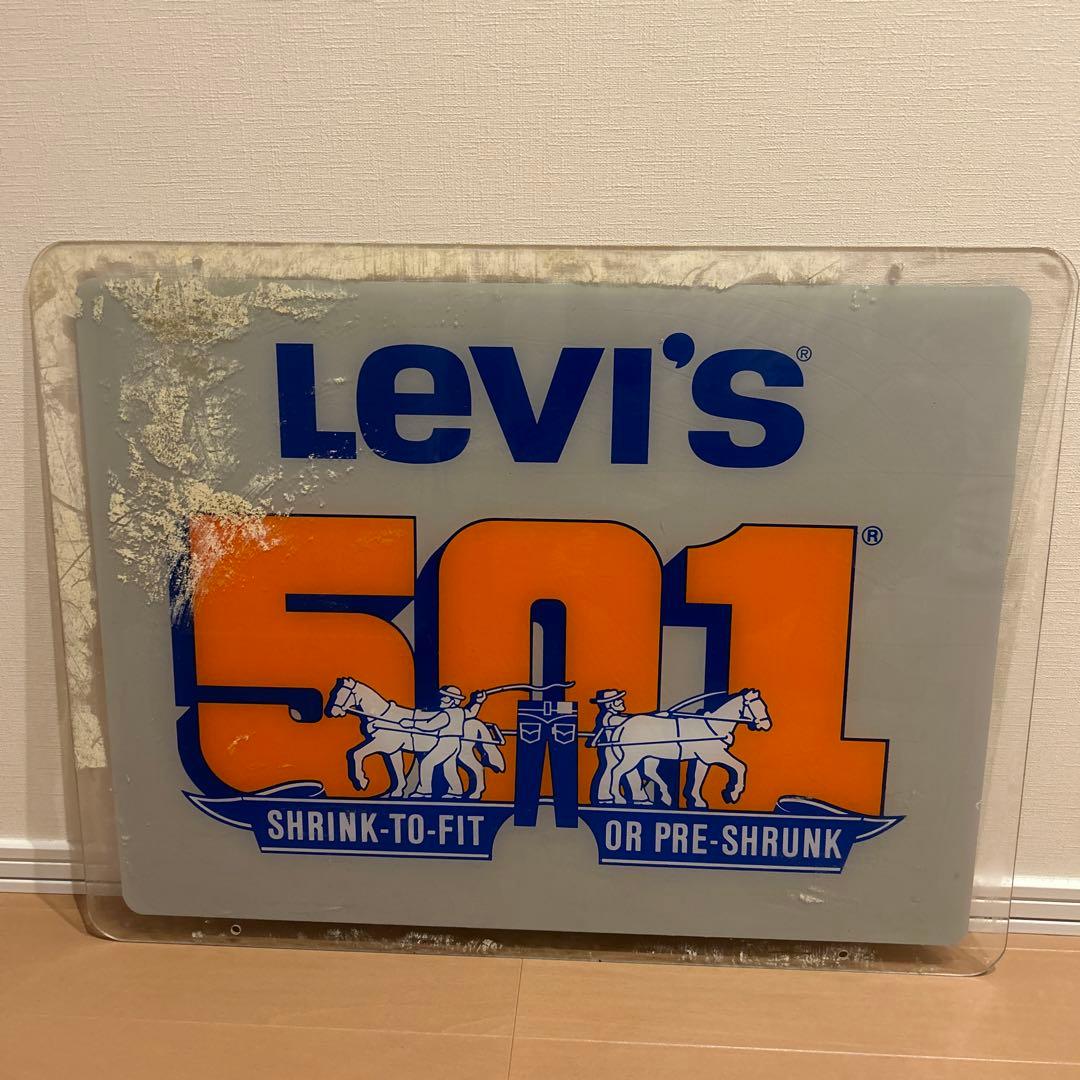 Levi's®
501®
SHRINK-TO-FIT
OR PRE-SHRUNK